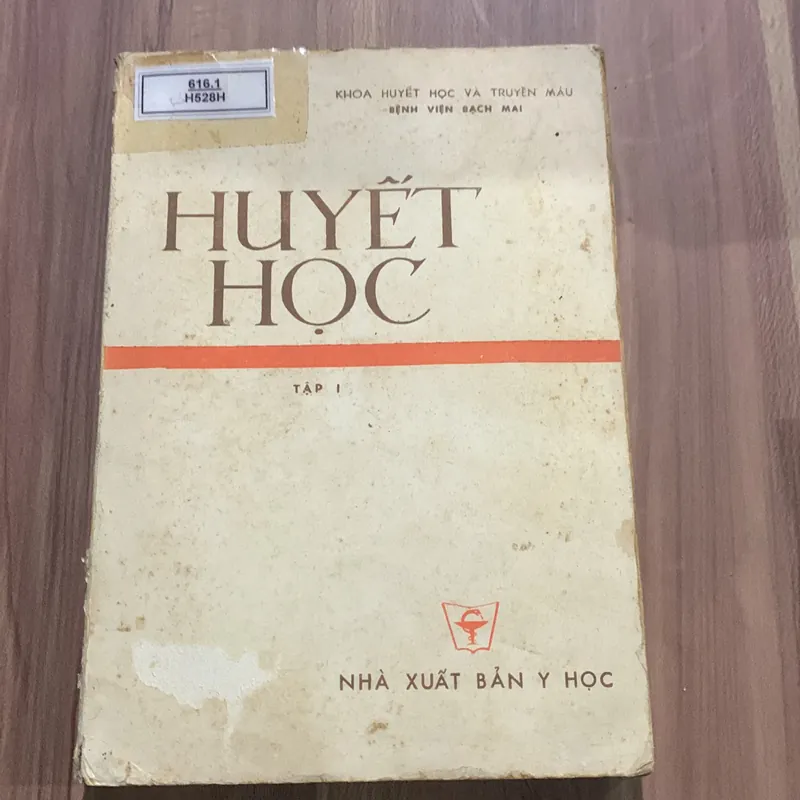 616.1
H528H
KHOA HUYẾT HỌC VÀ TRUYỀN MÁU
BỆNH VIỆN BẠCH MAI
HUYẾT
HỌC
TẬP I
NHÀ XUẤT BẢN Y HỌC